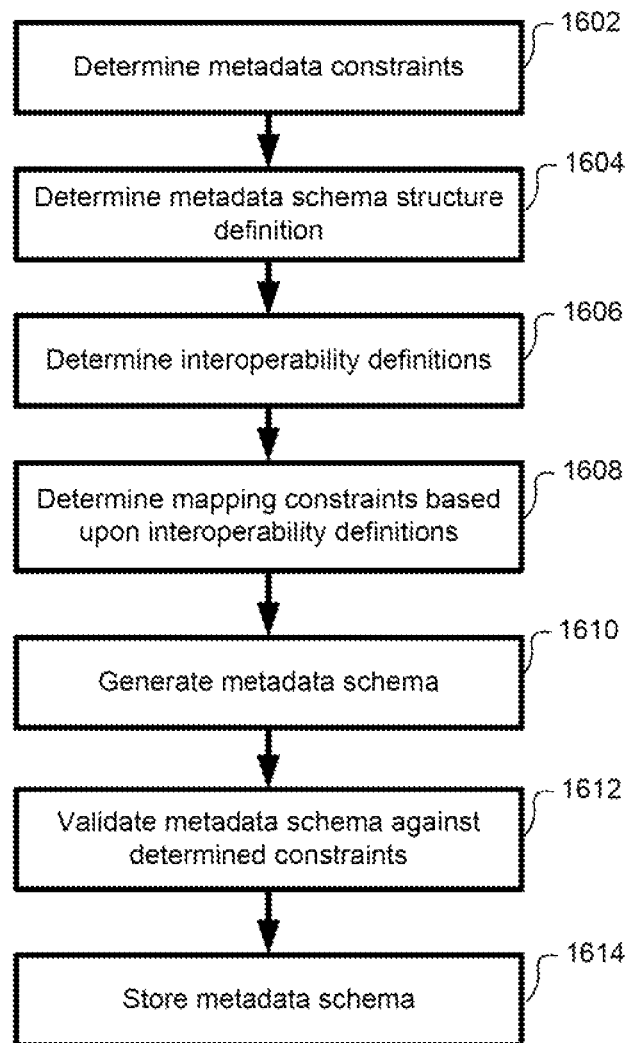 1602
Determine metadata constraints
1604
Determine metadata schema structure
definition
1606
Determine interoperability definitions
1608
Determine mapping constraints based
upon interoperability definitions
1610
Generate metadata schema
1612
Validate metadata schema against
determined constraints
1614
Store metadata schema